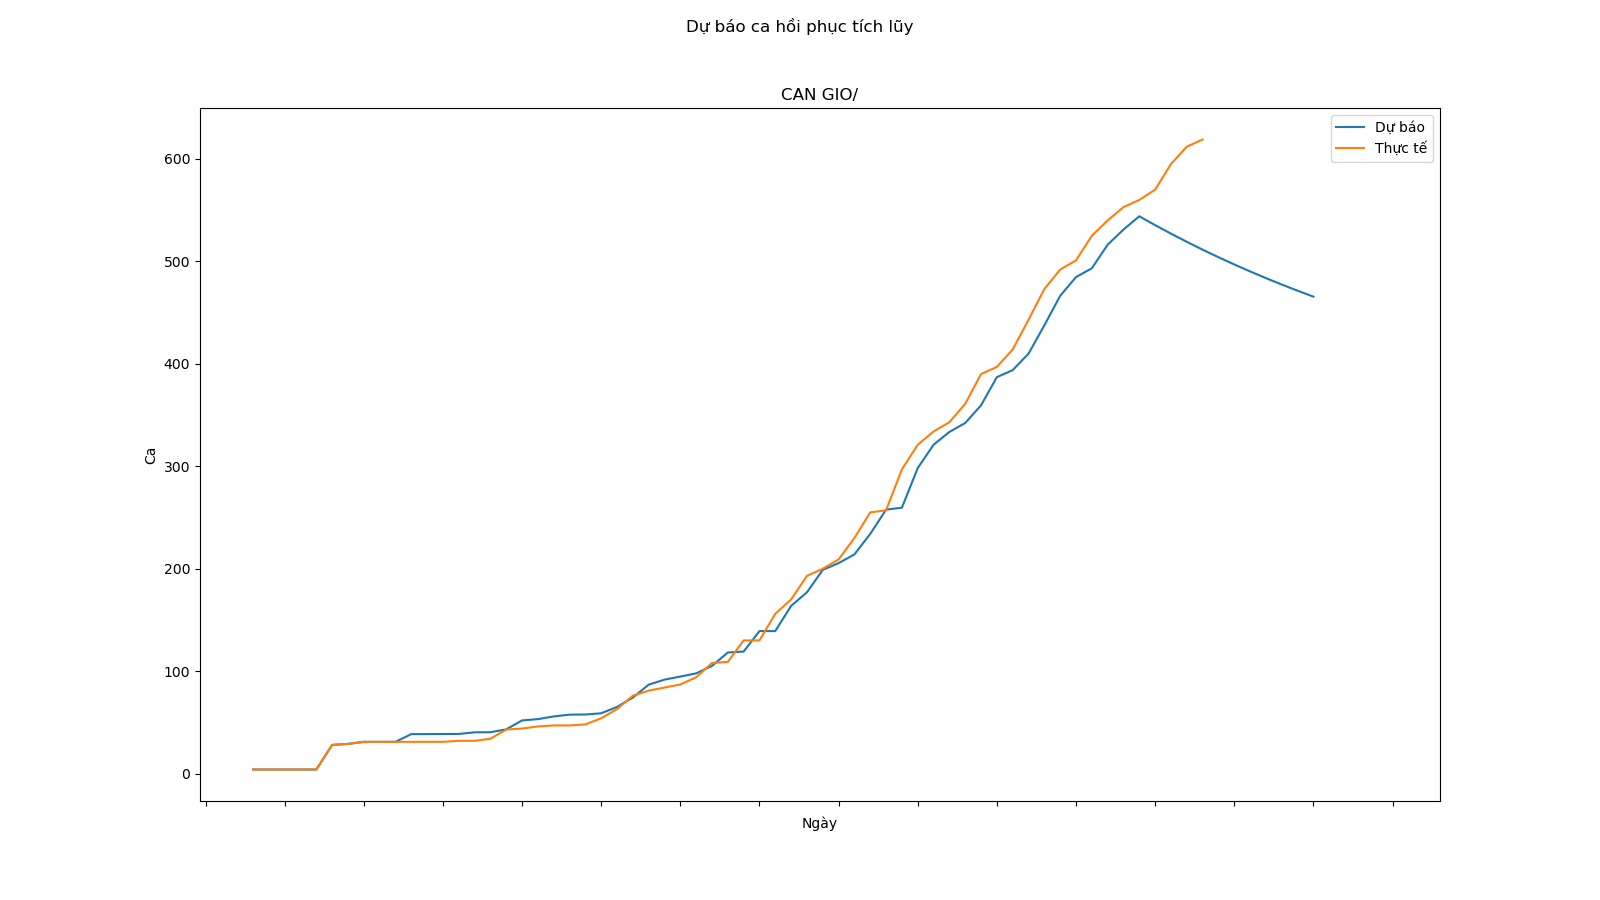 Dự báo ca hồi phục tích lũy
CAN GIO/
Dự báo
Thực tế
600
500
400
300
200
100
0
Ca
Ngày